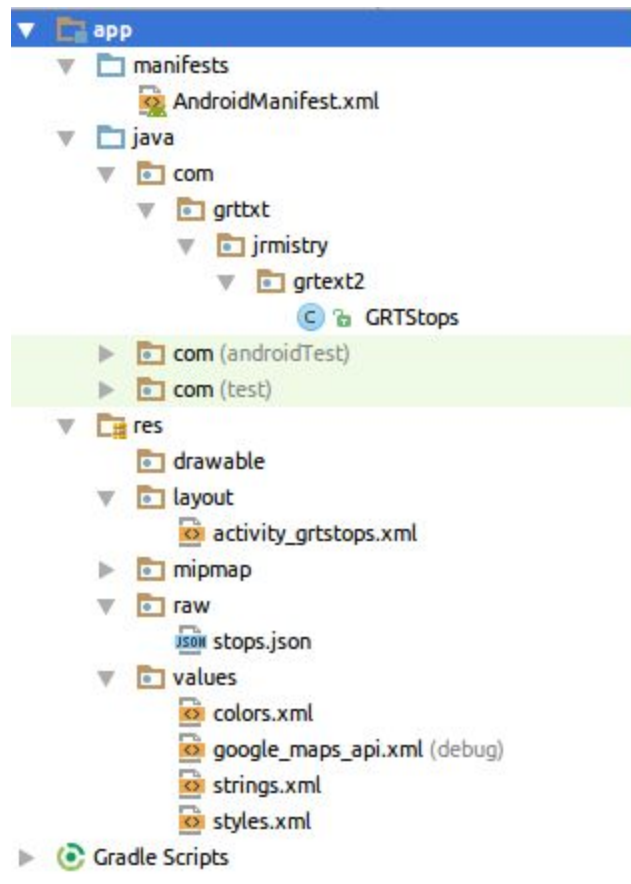 app
manifests
AndroidManifest.xml
java
com
grttxt
jrmistry
grtext2
C GRTStops
com (androidTest)
com (test)
res
drawable
layout
activity_grtstops.xml
mipmap
raw
JSON stops.json
values
colors.xml
google_maps_api.xml (debug)
strings.xml
styles.xml
Gradle Scripts